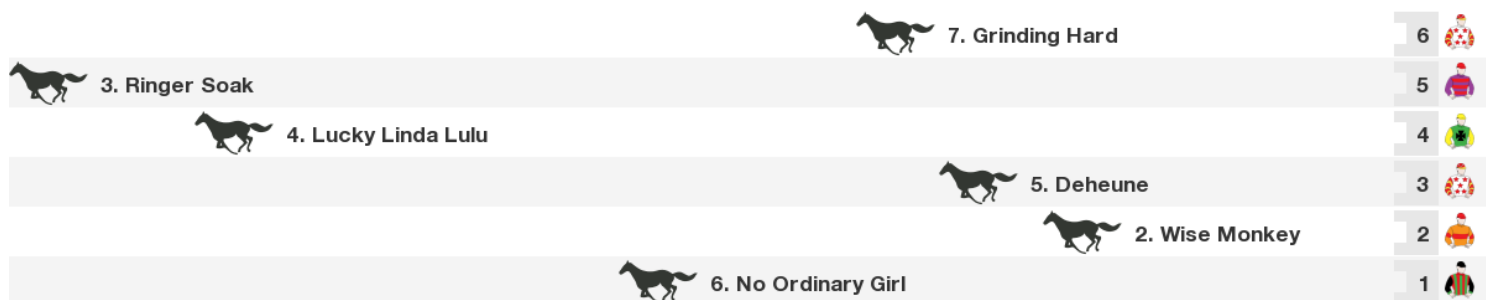 7. Grinding Hard 6
3. Ringer Soak 5
4. Lucky Linda Lulu 4
5. Deheune 3
2. Wise Monkey 2
6. No Ordinary Girl 1